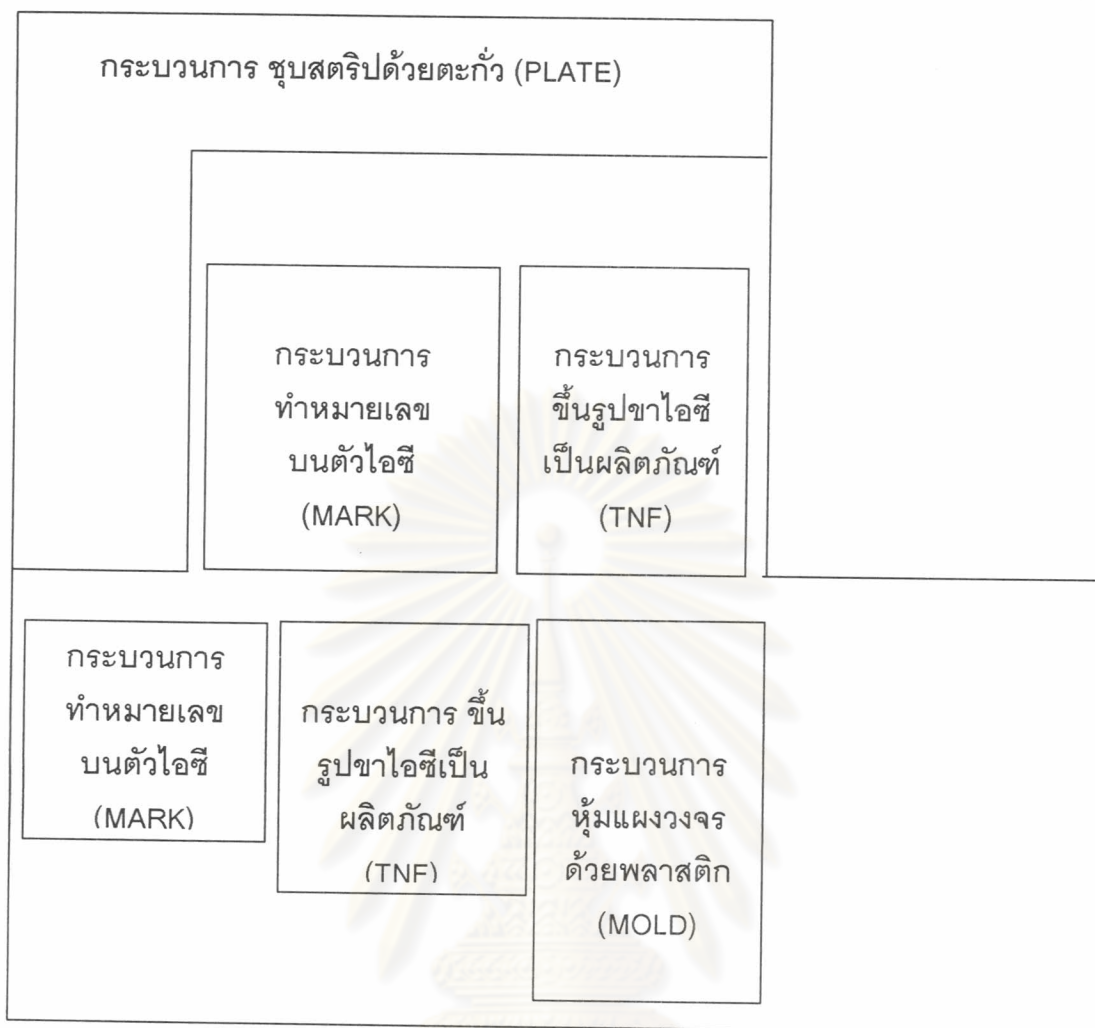 กระบวนการ ชุบสตริปด้วยตะกั่ว (PLATE)
กระบวนการ
ทำหมายเลข
บนตัวไอซี
(MARK)
กระบวนการ
ขึ้นรูปขาไอซี
เป็นผลิตภัณฑ์
(TNF)
กระบวนการ
ทำหมายเลข
บนตัวไอซี
(MARK)
กระบวนการ ขึ้น
รูปขาไอซีเป็น
ผลิตภัณฑ์
(TNF)
กระบวนการ
หุ้มแผงวงจร
ด้วยพลาสติก
(MOLD)